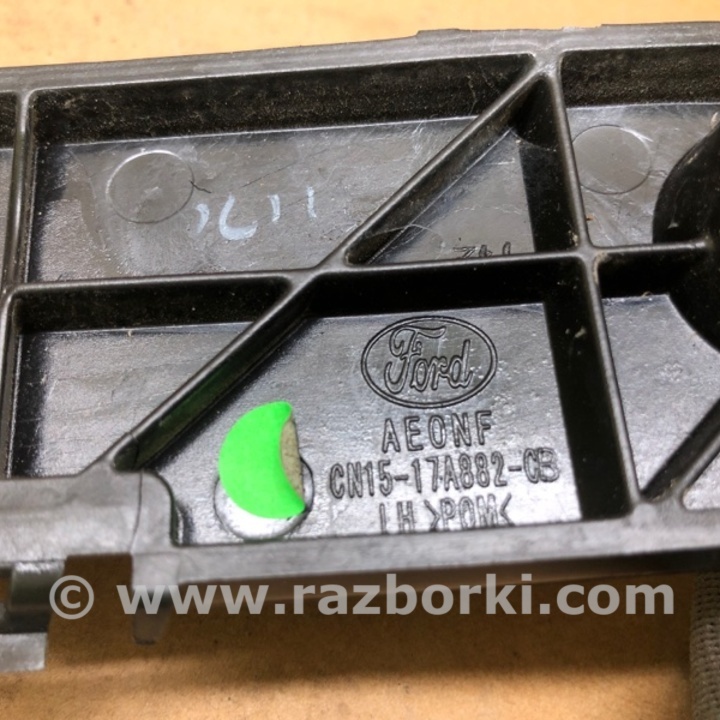 Ford
AEONF
CN15-17A882-CB
LH >POM<
© www.razborki.com